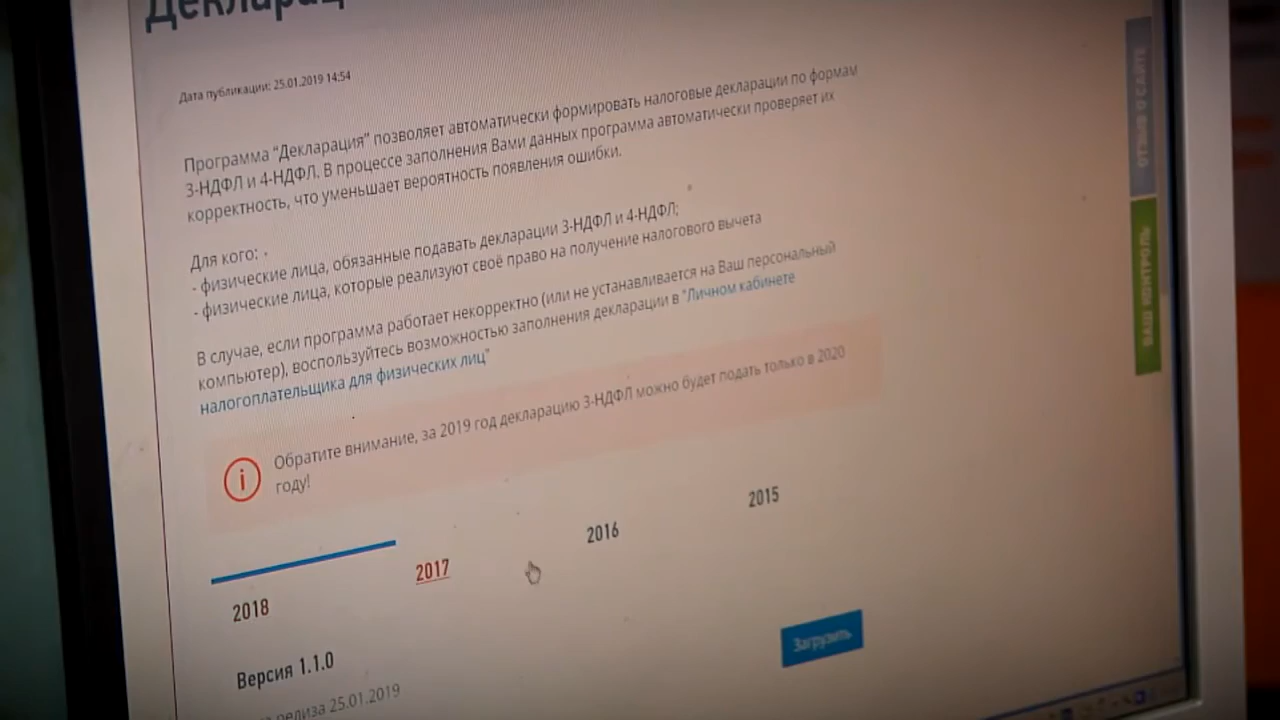 Дата публикации: 25.01.2019 14:54
Программа "Декларация" позволяет автоматически формировать налоговые декларации по формам
3-НДФЛ и 4-НДФЛ. В процессе заполнения Вами данных программа автоматически проверяет их
корректность, что уменьшает вероятность появления ошибки.
Для кого:
- физические лица, обязанные подавать декларации 3-НДФЛ и 4-НДФЛ;
- физические лица, которые реализуют своё право на получение налогового вычета
В случае, если программа работает некорректно (или не устанавливается на Ваш персональный
компьютер), воспользуйтесь возможностью заполнения декларации в "Личном кабинете
налогоплательщика для физических лиц"
Обратите внимание, за 2019 год декларацию 3-НДФЛ можно будет подать только в 2020
году!
2018
2017
2016
2015
Версия 1.1.0
Загрузить
релиза 25.01.2019
ОТЗЫВ О САЙТЕ
ВАШ КОНТРОЛЬ